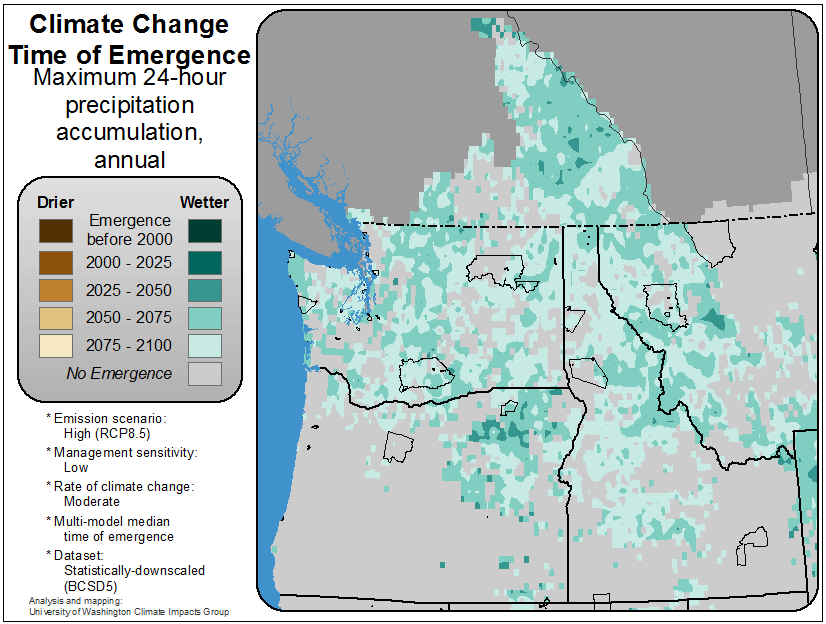 Climate Change
Time of Emergence
Maximum 24-hour
precipitation
accumulation,
annual
Drier Wetter
Emergence
before 2000
2000 - 2025
2025 - 2050
2050 - 2075
2075 - 2100
No Emergence
* Emission scenario:
High (RCP8.5)
* Management sensitivity:
Low
* Rate of climate change:
Moderate
* Multi-model median
time of emergence
* Dataset:
Statistically-downscaled
(BCSD5)
Analysis and mapping:
University of Washington Climate Impacts Group